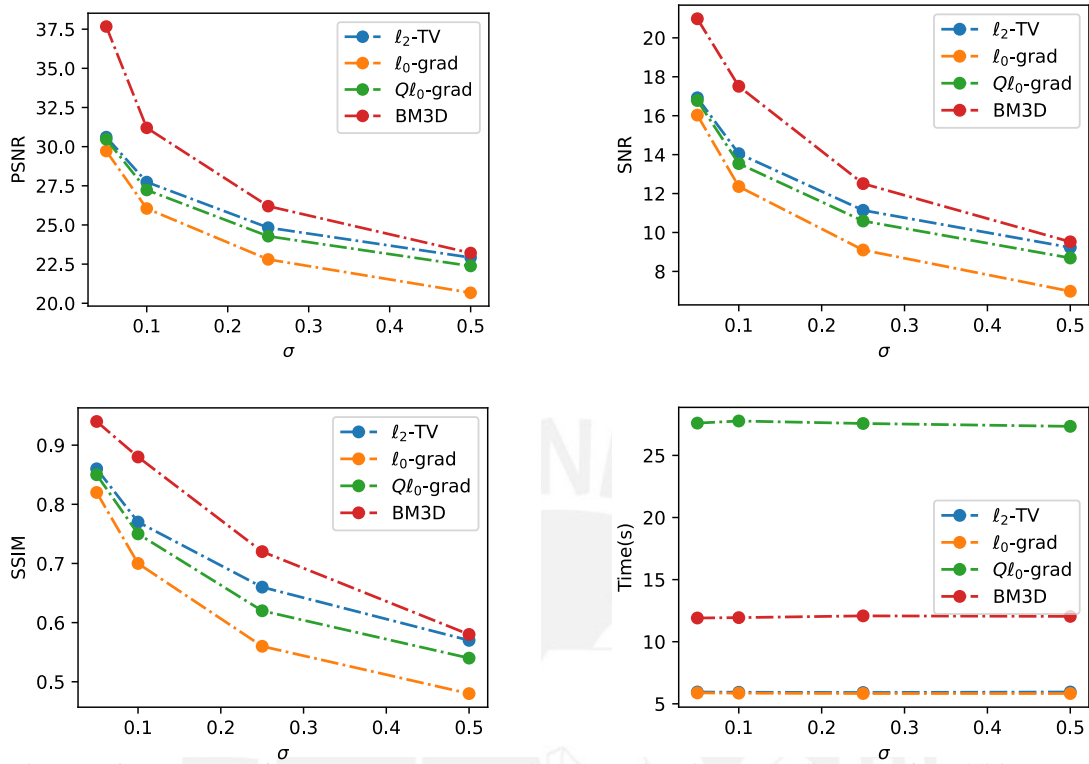 37.5
35.0
32.5
30.0
27.5
25.0
22.5
20.0
PSNR
ℓ₂-TV
ℓ₀-grad
Qℓ₀-grad
BM3D
0.1 0.2 0.3 0.4 0.5
σ
20
18
16
14
12
10
8
SNR
ℓ₂-TV
ℓ₀-grad
Qℓ₀-grad
BM3D
0.1 0.2 0.3 0.4 0.5
σ
0.9
0.8
0.7
0.6
0.5
SSIM
ℓ₂-TV
ℓ₀-grad
Qℓ₀-grad
BM3D
0.1 0.2 0.3 0.4 0.5
σ
25
20
15
10
5
Time(s)
ℓ₂-TV
ℓ₀-grad
Qℓ₀-grad
BM3D
0.1 0.2 0.3 0.4 0.5
σ